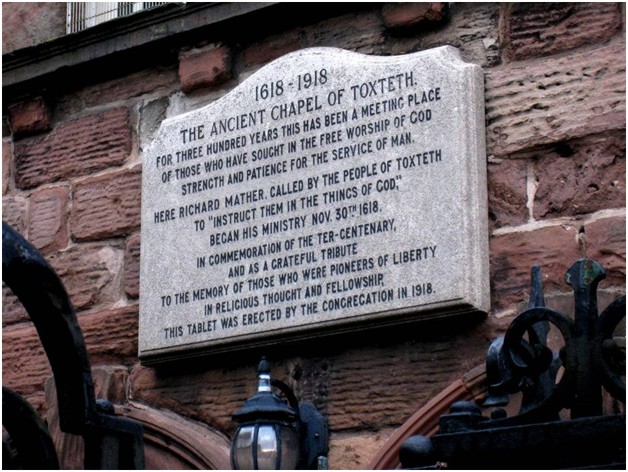 1618-1918
THE ANCIENT CHAPEL OF TOXTETH.
FOR THREE HUNDRED YEARS THIS HAS BEEN A MEETING PLACE
OF THOSE WHO HAVE SOUGHT IN THE FREE WORSHIP OF GOD
STRENGTH AND PATIENCE FOR THE SERVICE OF MAN.
HERE RICHARD MATHER, CALLED BY THE PEOPLE OF TOXTETH
TO "INSTRUCT THEM IN THE THINGS OF GOD,"
BEGAN HIS MINISTRY NOV. 30TH 1618.
IN COMMEMORATION OF THE TER-CENTENARY,
AND AS A GRATEFUL TRIBUTE
TO THE MEMORY OF THOSE WHO WERE PIONEERS OF LIBERTY
IN RELIGIOUS THOUGHT AND FELLOWSHIP,
THIS TABLET WAS ERECTED BY THE CONGREGATION IN 1918.